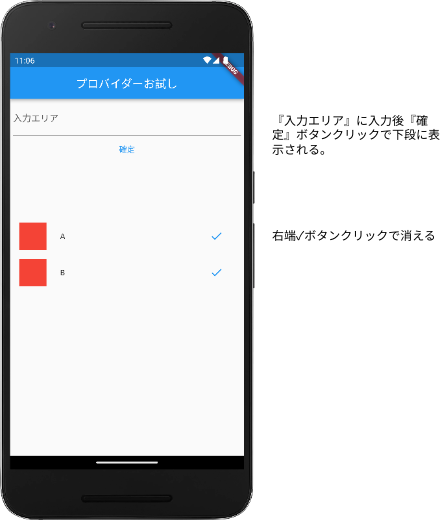 11:06
DEBUG
プロバイダーお試し
入力エリア
確定
『入力エリア』に入力後『確
定』ボタンクリックで下段に表
示される。
A
右端✓ボタンクリックで消える
B